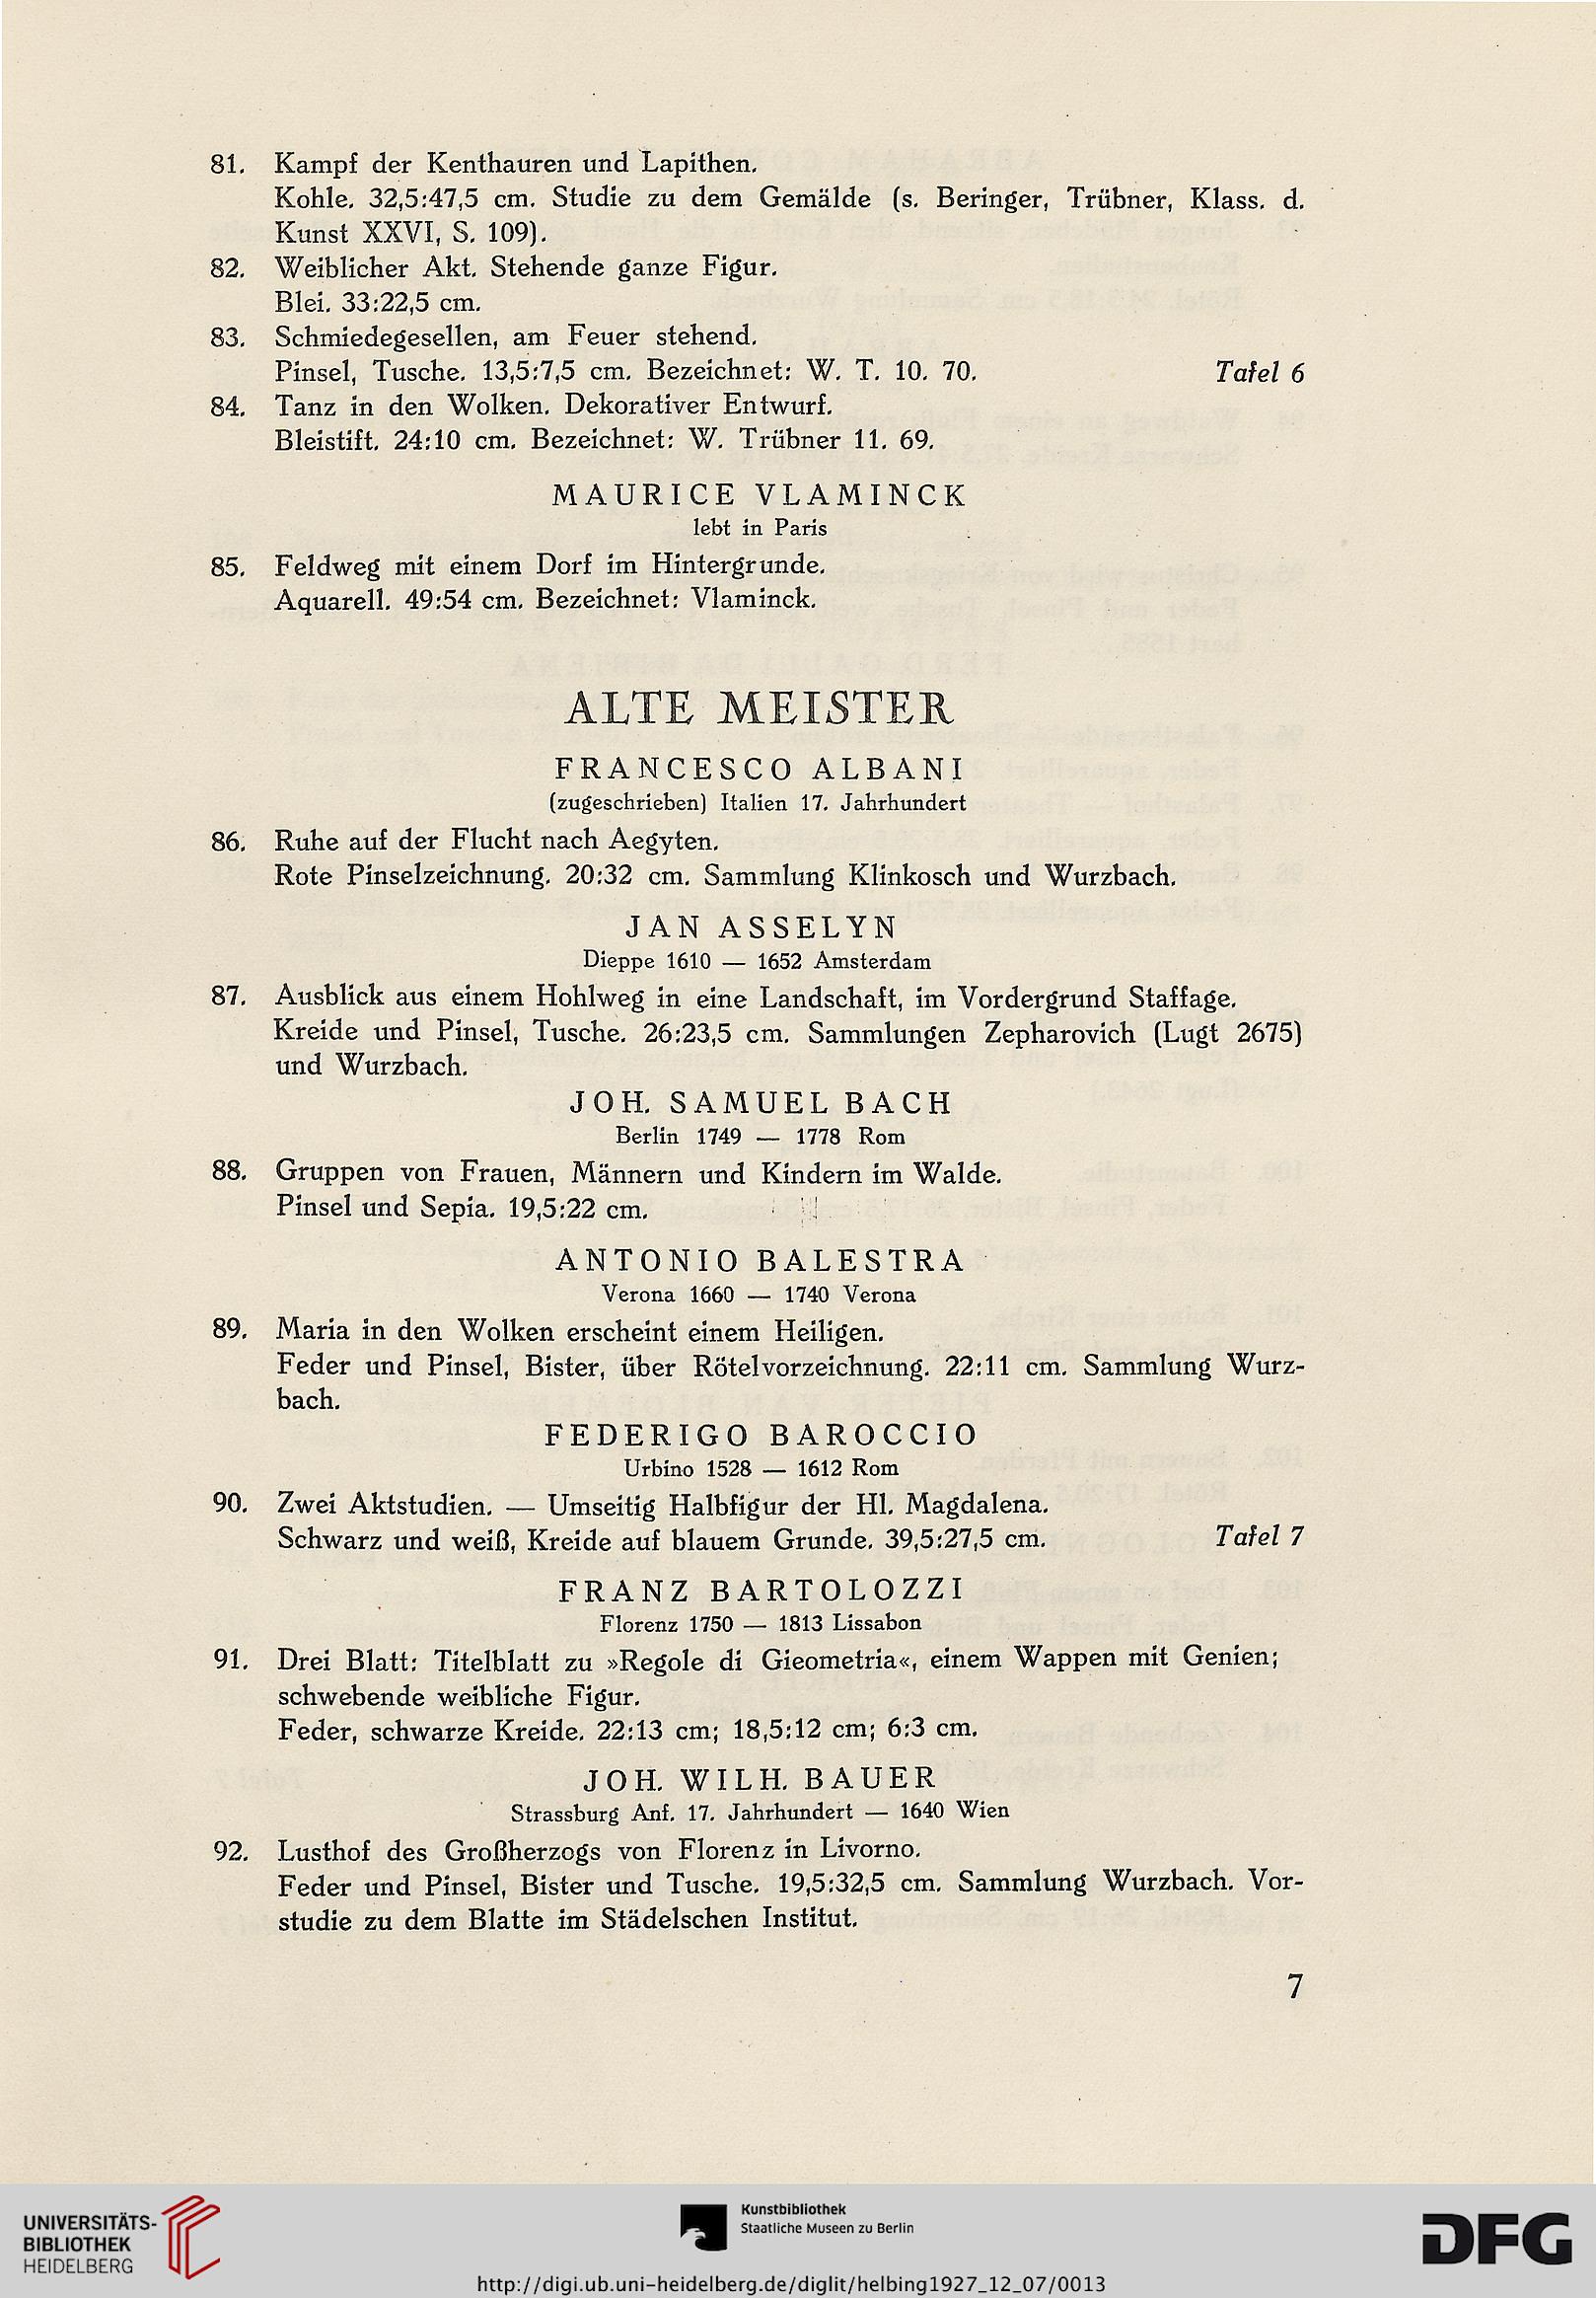 81. Kampf der Kenthauren und Lapithen.
Kohle. 32,5:47,5 cm. Studie zu dem Gemälde (s. Beringer, Trübner, Klass. d.
Kunst XXVI, S. 109).
82. Weiblicher Akt. Stehende ganze Figur.
Blei. 33:22,5 cm.
83. Schmiedegesellen, am Feuer stehend.
Pinsel, Tusche. 13,5:7,5 cm. Bezeichnet: W. T. 10. 70. Tafel 6
84. Tanz in den Wolken. Dekorativer Entwurf.
Bleistift. 24:10 cm. Bezeichnet: W. Trübner 11. 69.
MAURICE VLAMINCK
lebt in Paris
85. Feldweg mit einem Dorf im Hintergrunde.
Aquarell. 49:54 cm. Bezeichnet: Vlaminck.
ALTE MEISTER
FRANCESCO ALBANI
(zugeschrieben) Italien 17. Jahrhundert
86. Ruhe auf der Flucht nach Aegyten.
Rote Pinselzeichnung. 20:32 cm. Sammlung Klinkosch und Wurzbach.
JAN ASSELYN
Dieppe 1610 — 1652 Amsterdam
87. Ausblick aus einem Hohlweg in eine Landschaft, im Vordergrund Staffage.
Kreide und Pinsel, Tusche. 26:23,5 cm. Sammlungen Zepharovich (Lugt 2675)
und Wurzbach.
JOH. SAMUEL BACH
Berlin 1749 — 1778 Rom
88. Gruppen von Frauen, Männern und Kindern im Walde.
Pinsel und Sepia. 19,5:22 cm.
ANTONIO BALESTRA
Verona 1660 — 1740 Verona
89. Maria in den Wolken erscheint einem Heiligen.
Feder und Pinsel, Bister, über Rötelvorzeichnung. 22:11 cm. Sammlung Wurz-
bach.
FEDERIGO BAROCCIO
Urbino 1528 — 1612 Rom
90. Zwei Aktstudien. — Umseitig Halbfigur der Hl. Magdalena.
Schwarz und weiß, Kreide auf blauem Grunde. 39,5:27,5 cm. Tafel 7
FRANZ BARTOLOZZI
Florenz 1750 — 1813 Lissabon
91. Drei Blatt: Titelblatt zu »Regole di Gieometria«, einem Wappen mit Genien;
schwebende weibliche Figur.
Feder, schwarze Kreide. 22:13 cm; 18,5:12 cm; 6:3 cm.
JOH. WILH. BAUER
Strassburg Anf. 17. Jahrhundert — 1640 Wien
92. Lusthof des Großherzogs von Florenz in Livorno.
Feder und Pinsel, Bister und Tusche. 19,5:32,5 cm. Sammlung Wurzbach. Vor-
studie zu dem Blatte im Städelschen Institut.
7
UNIVERSITÄTS-
BIBLIOTHEK
HEIDELBERG
Kunstbibliothek
Staatliche Museen zu Berlin
DFG
http://digi.ub.uni-heidelberg.de/diglit/helbing1927_12_07/0013